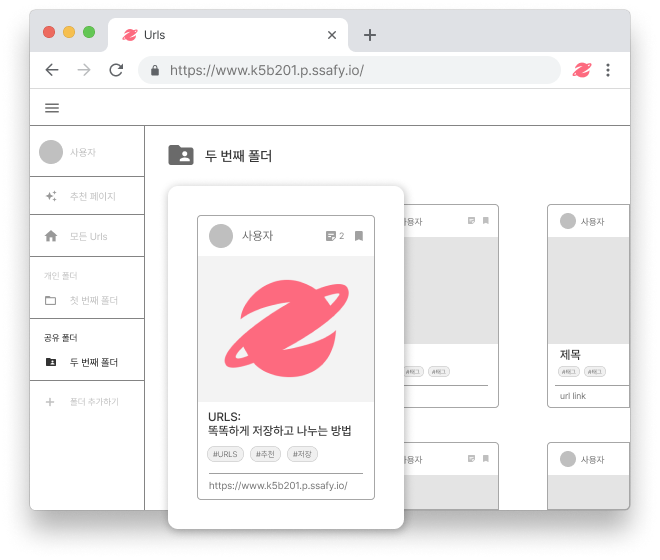 Urls
https://www.k5b201.p.ssafy.io/
사용자
추천 페이지
모든 Urls
개인 폴더
첫 번째 폴더
공유 폴더
두 번째 폴더
폴더 추가하기
두 번째 폴더
사용자 2
URLS:
똑똑하게 저장하고 나누는 방법
#URLS #추천 #저장
https://www.k5b201.p.ssafy.io/
사용자
#태그 #태그
사용자
제목
#태그 #태그
url link
사용자
사용자